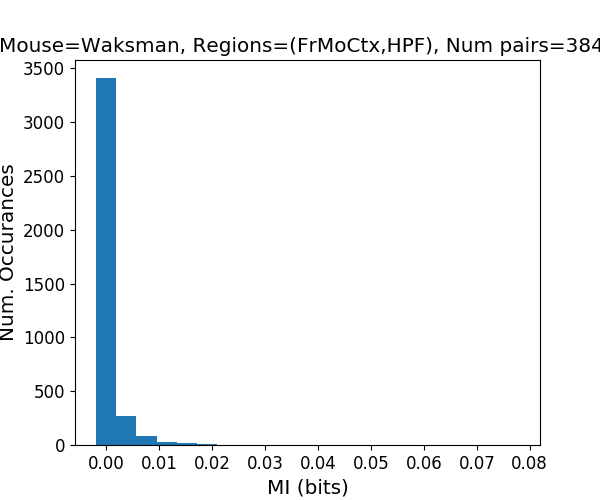 Mouse=Waksman, Regions=(FrMoCtx,HPF), Num pairs=384
3500
3000
2500
2000
1500
1000
500
0
Num. Occurances
0.00 0.01 0.02 0.03 0.04 0.05 0.06 0.07 0.08
MI (bits)